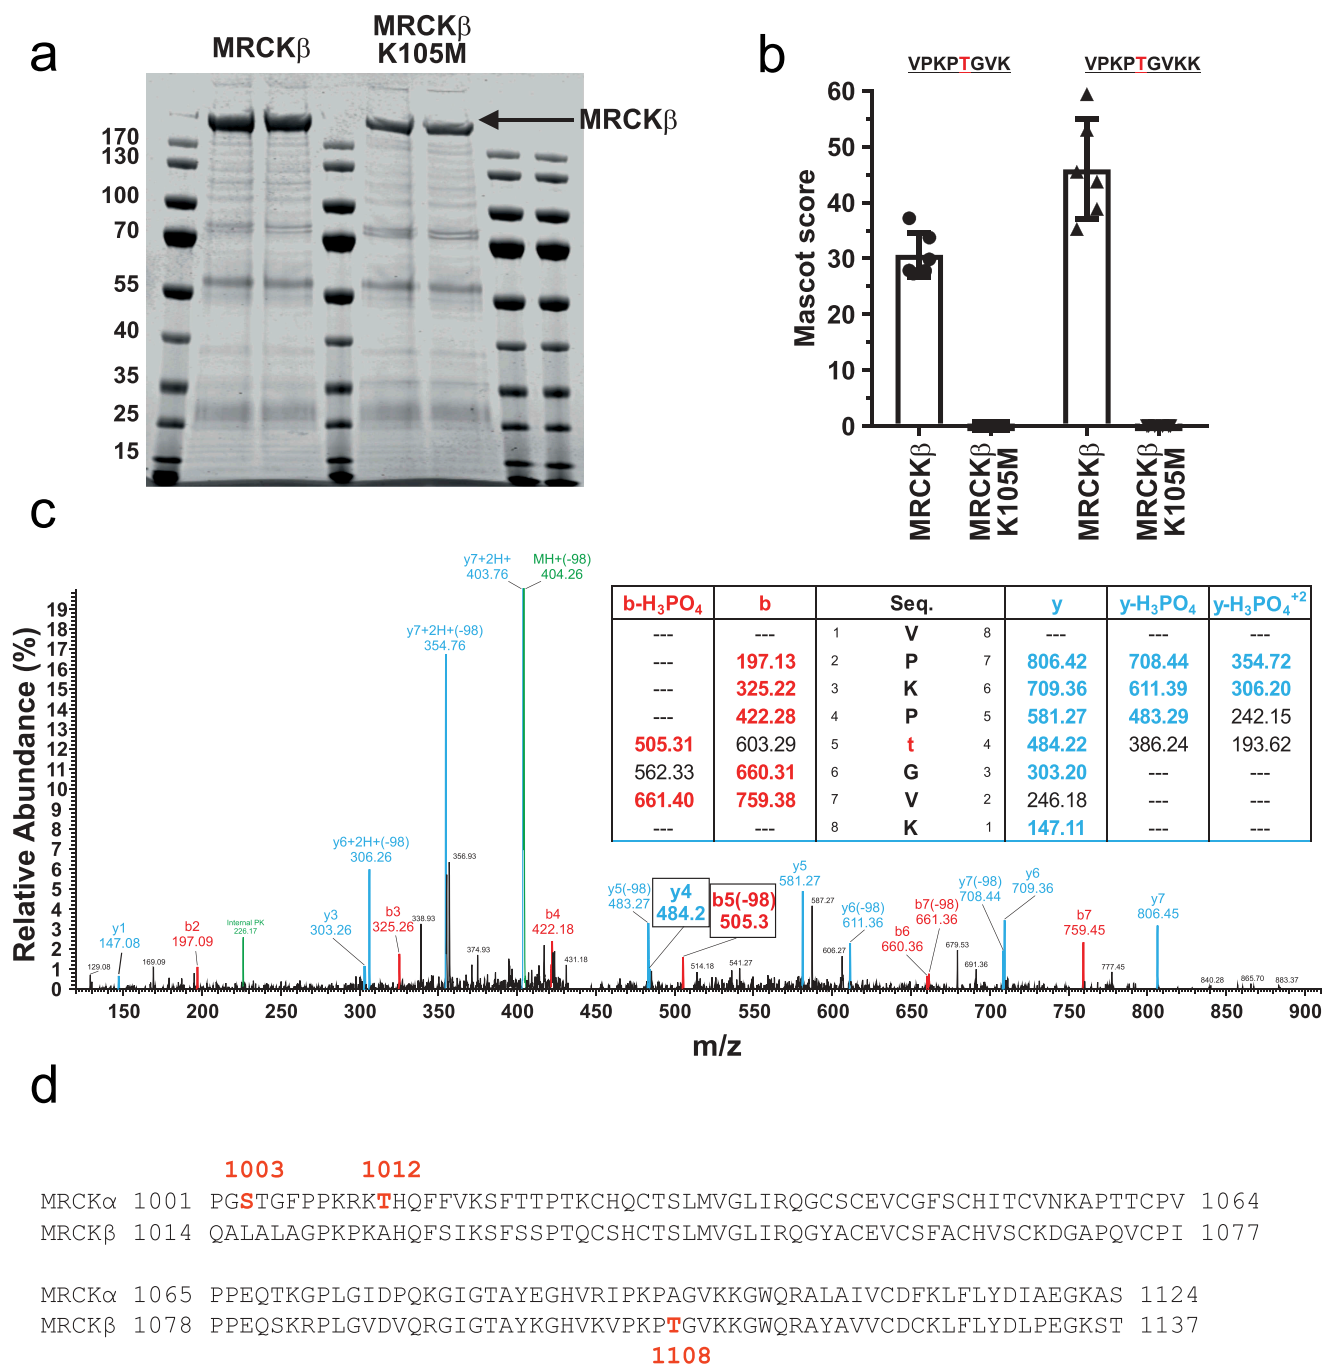 a
MRCKβ
MRCKβ
K105M
MRCKβ
170
130
100
70
55
40
35
25
15
b
VPKPTGVK
VPKPTGVKK
Mascot score
60
50
40
30
20
10
0
MRCKβ
MRCKβ
K105M
MRCKβ
MRCKβ
K105M
c
Relative Abundance (%)
19
18
17
16
15
14
13
12
11
10
9
8
7
6
5
4
3
2
1
0
y7+2H+
403.76
MH+(-98)
404.26
y7+2H+(-98)
354.76
y6+2H+(-98)
306.26
356.93
y1
147.08
129.08
169.09
b2
197.09
Internal PK
226.17
y3
303.26
b3
325.26
338.93
374.93
b4
422.18
431.18
y5(-98)
483.27
y4
484.2
b5(-98)
505.3
514.18
541.27
y5
581.27
587.27
606.27
y6(-98)
611.36
b6
660.36
b7(-98)
661.36
679.53
691.36
y7(-98)
708.44
y6
709.36
b7
759.45
777.45
y7
806.45
840.28
865.70
883.37
b-H3PO4 b Seq. y y-H3PO4 y-H3PO4+2
--- --- 1 V 8 --- --- ---
--- 197.13 2 P 7 806.42 708.44 354.72
--- 325.22 3 K 6 709.36 611.39 306.20
--- 422.28 4 P 5 581.27 483.29 242.15
505.31 603.29 5 t 4 484.22 386.24 193.62
562.33 660.31 6 G 3 303.20 --- ---
661.40 759.38 7 V 2 246.18 --- ---
--- --- 8 K 1 147.11 --- ---
150 200 250 300 350 400 450 500 550 600 650 700 750 800 850 900
m/z
d
1003 1012
MRCKα 1001 PGSTGFPPKRKTHQFFVKSFTTPTKCHQCTSLMVGLIRQGCSCEVCGFSCHITCVNKAPTTCPV 1064
MRCKβ 1014 QALALAGPKPKAHQFSIKSFSSPTQCSHCTSLMVGLIRQGYACEVCSFACHVSCKDGAPQVCPI 1077
MRCKα 1065 PPEQTKGPLGIDPQKGIGTAYEGHVRIPKPAGVKKGWQRALAIVCDFKLFLYDIAEGKAS 1124
MRCKβ 1078 PPEQSKRPLGVDVQRGIGTAYKGHVKVPKPTGVKKGWQRAYAVVCDCKLFLYDLPEGKST 1137
1108